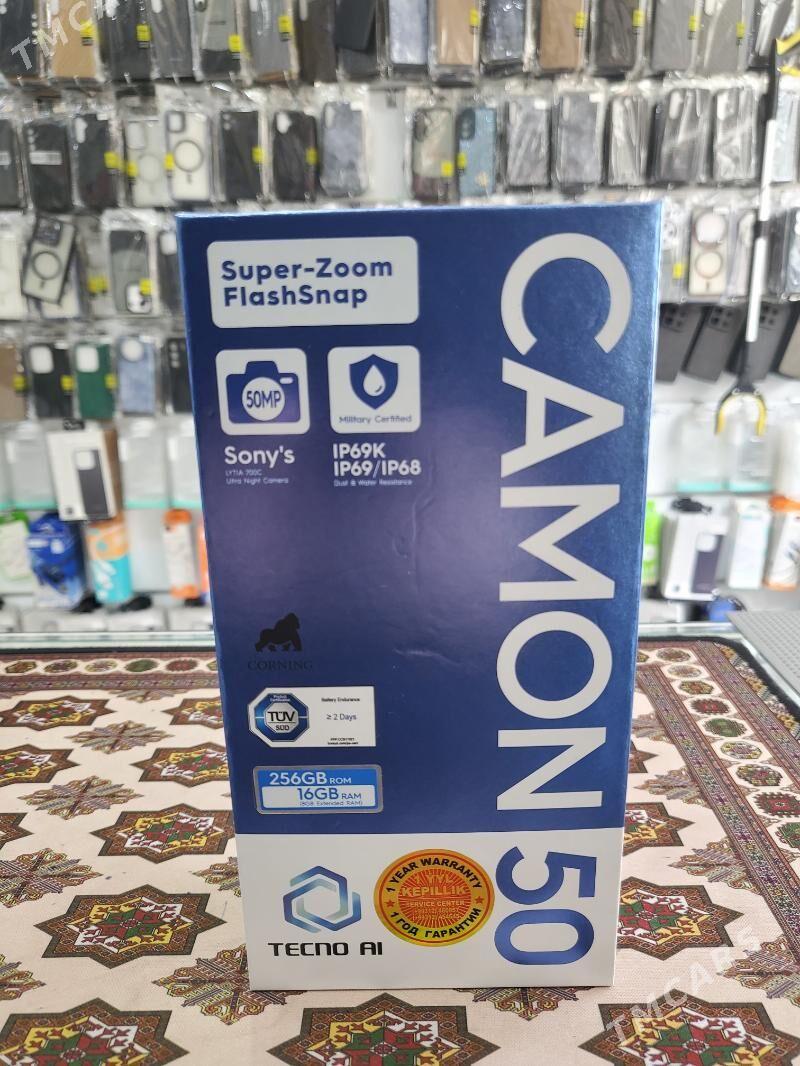 TMCARS
Super-Zoom
FlashSnap
50MP
Sony's
LYTIA 700C
Ultra Night Camera
Military Certified
IP69K
IP69/IP68
Dust & Water Resistance
CAMON 50
CORNING
TÜV
SÜD
Battery Endurance
≥ 2 Days
256GB ROM
16GB RAM
(8GB Extended RAM)
TECNO AI
1 YEAR WARRANTY
KEPILLIK
SERVICE CENTER
1 ГОД ГАРАНТИИ
TMCARS